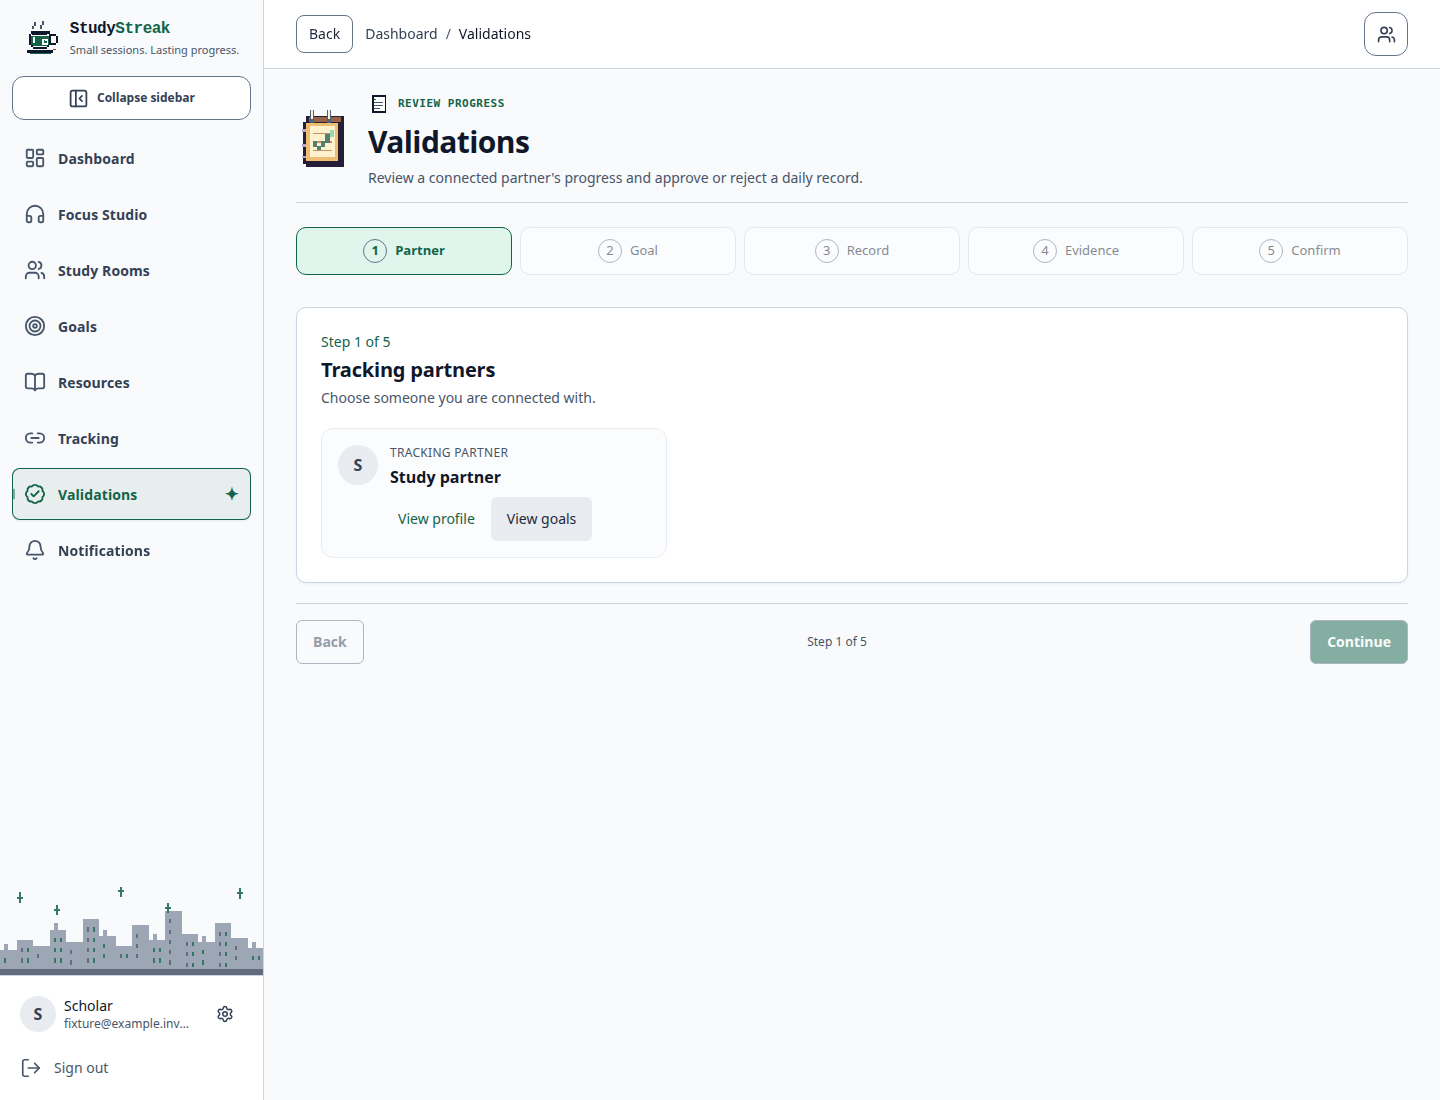 StudyStreak
Small sessions. Lasting progress.
Collapse sidebar
Dashboard
Focus Studio
Study Rooms
Goals
Resources
Tracking
Validations
Notifications
S
Scholar
fixture@example.inv...
Sign out
Back
Dashboard / Validations
REVIEW PROGRESS
Validations
Review a connected partner's progress and approve or reject a daily record.
1 Partner
2 Goal
3 Record
4 Evidence
5 Confirm
Step 1 of 5
Tracking partners
Choose someone you are connected with.
S
TRACKING PARTNER
Study partner
View profile
View goals
Back
Step 1 of 5
Continue